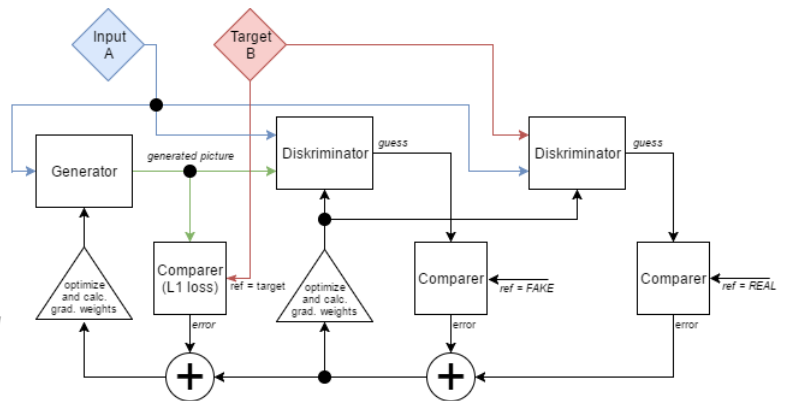 Input
A
Target
B
Generator
generated picture
Diskriminator
guess
Diskriminator
guess
optimize
and calc.
grad. weights
Comparer
(L1 loss)
ref = target
optimize
and calc.
grad. weights
Comparer
ref = FAKE
Comparer
ref = REAL
error
error
error
+
+